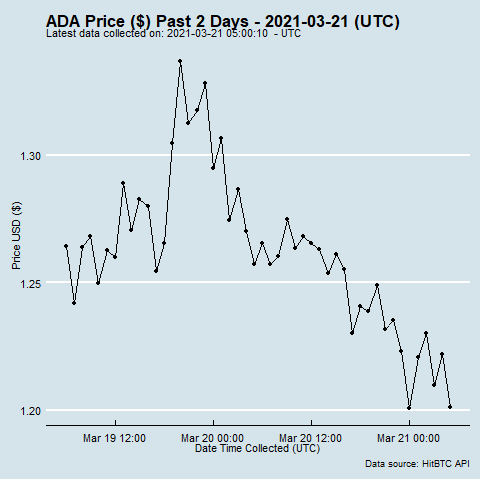 ADA Price ($) Past 2 Days - 2021-03-21 (UTC)
Latest data collected on: 2021-03-21 05:00:10 - UTC
1.30
1.25
1.20
Price USD ($)
Mar 19 12:00 Mar 20 00:00 Mar 20 12:00 Mar 21 00:00
Date Time Collected (UTC)
Data source: HitBTC API